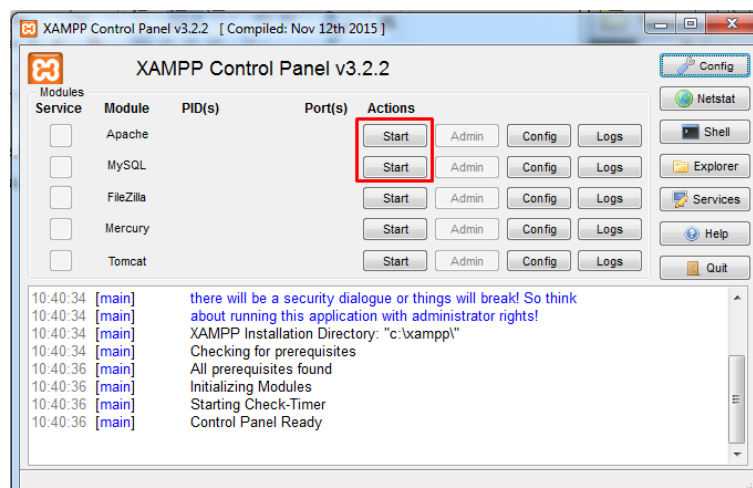 XAMPP Control Panel v3.2.2 [ Compiled: Nov 12th 2015 ]
XAMPP Control Panel v3.2.2
Config
Modules
Netstat
Service Module PID(s) Port(s) Actions
Apache Start Admin Config Logs
Shell
MySQL Start Admin Config Logs
Explorer
FileZilla Start Admin Config Logs
Services
Mercury Start Admin Config Logs
Help
Tomcat Start Admin Config Logs
Quit
10:40:34 [main] there will be a security dialogue or things will break! So think
10:40:34 [main] about running this application with administrator rights!
10:40:34 [main] XAMPP Installation Directory: "c:\xampp\"
10:40:34 [main] Checking for prerequisites
10:40:36 [main] All prerequisites found
10:40:36 [main] Initializing Modules
10:40:36 [main] Starting Check-Timer
10:40:36 [main] Control Panel Ready